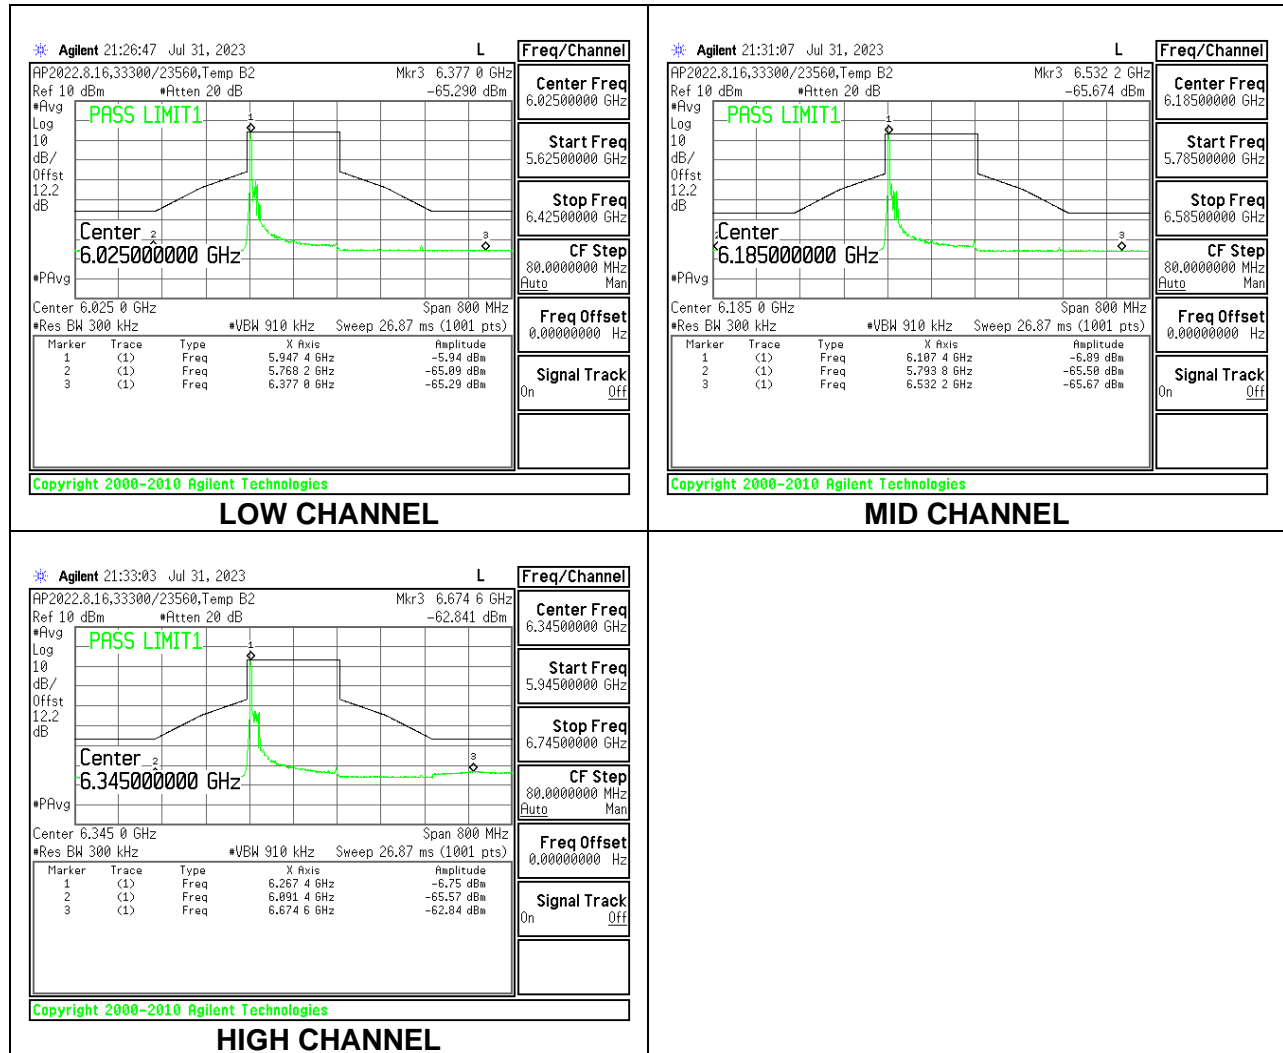 Agilent 21:26:47 Jul 31, 2023 L
AP2022.8.16,33300/23560,Temp B2 Mkr3 6.377 0 GHz
Ref 10 dBm #Atten 20 dB -65.290 dBm
#Avg
Log
10
dB/
Offst
12.2
dB
#PAvg
PASS LIMIT1
1
2
3
Center
6.025000000 GHz
Center 6.025 0 GHz Span 800 MHz
#Res BW 300 kHz #VBW 910 kHz Sweep 26.87 ms (1001 pts)
Marker Trace Type X Axis Amplitude
1 (1) Freq 5.947 4 GHz -5.94 dBm
2 (1) Freq 5.768 2 GHz -65.09 dBm
3 (1) Freq 6.377 0 GHz -65.29 dBm
Freq/Channel
Center Freq
6.02500000 GHz
Start Freq
5.62500000 GHz
Stop Freq
6.42500000 GHz
CF Step
80.0000000 MHz
Auto Man
Freq Offset
0.00000000 Hz
Signal Track
On Off
Copyright 2000-2010 Agilent Technologies
LOW CHANNEL
Agilent 21:31:07 Jul 31, 2023 L
AP2022.8.16,33300/23560,Temp B2 Mkr3 6.532 2 GHz
Ref 10 dBm #Atten 20 dB -65.674 dBm
#Avg
Log
10
dB/
Offst
12.2
dB
#PAvg
PASS LIMIT1
1
2
3
Center
6.185000000 GHz
Center 6.185 0 GHz Span 800 MHz
#Res BW 300 kHz #VBW 910 kHz Sweep 26.87 ms (1001 pts)
Marker Trace Type X Axis Amplitude
1 (1) Freq 6.107 4 GHz -6.89 dBm
2 (1) Freq 5.793 8 GHz -65.50 dBm
3 (1) Freq 6.532 2 GHz -65.67 dBm
Freq/Channel
Center Freq
6.18500000 GHz
Start Freq
5.78500000 GHz
Stop Freq
6.58500000 GHz
CF Step
80.0000000 MHz
Auto Man
Freq Offset
0.00000000 Hz
Signal Track
On Off
Copyright 2000-2010 Agilent Technologies
MID CHANNEL
Agilent 21:33:03 Jul 31, 2023 L
AP2022.8.16,33300/23560,Temp B2 Mkr3 6.674 6 GHz
Ref 10 dBm #Atten 20 dB -62.841 dBm
#Avg
Log
10
dB/
Offst
12.2
dB
#PAvg
PASS LIMIT1
1
2
3
Center
6.345000000 GHz
Center 6.345 0 GHz Span 800 MHz
#Res BW 300 kHz #VBW 910 kHz Sweep 26.87 ms (1001 pts)
Marker Trace Type X Axis Amplitude
1 (1) Freq 6.267 4 GHz -6.75 dBm
2 (1) Freq 6.091 4 GHz -65.57 dBm
3 (1) Freq 6.674 6 GHz -62.84 dBm
Freq/Channel
Center Freq
6.34500000 GHz
Start Freq
5.94500000 GHz
Stop Freq
6.74500000 GHz
CF Step
80.0000000 MHz
Auto Man
Freq Offset
0.00000000 Hz
Signal Track
On Off
Copyright 2000-2010 Agilent Technologies
HIGH CHANNEL